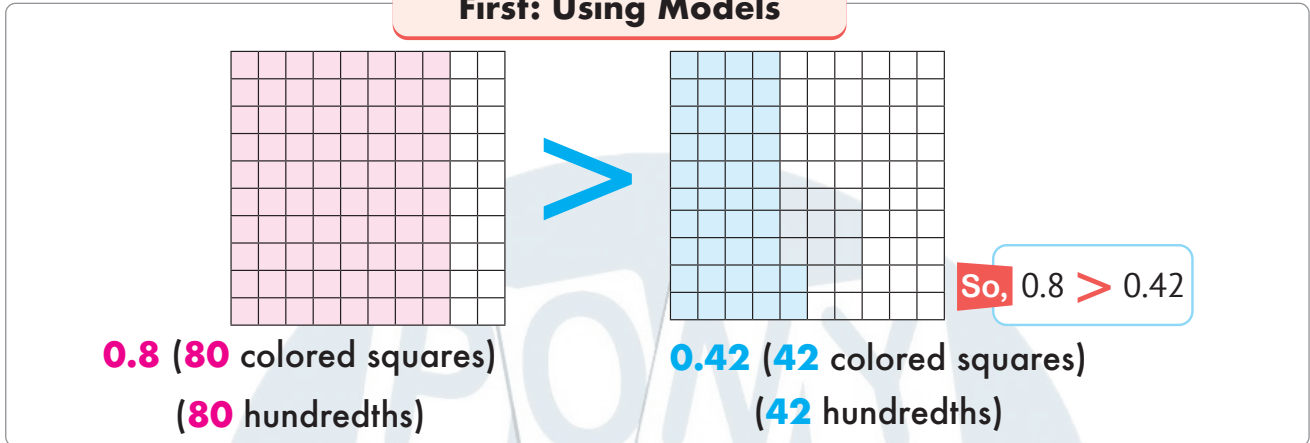 First: Using Models
>
So, 0.8 > 0.42
0.8 (80 colored squares)
(80 hundredths)
0.42 (42 colored squares)
(42 hundredths)
POMY